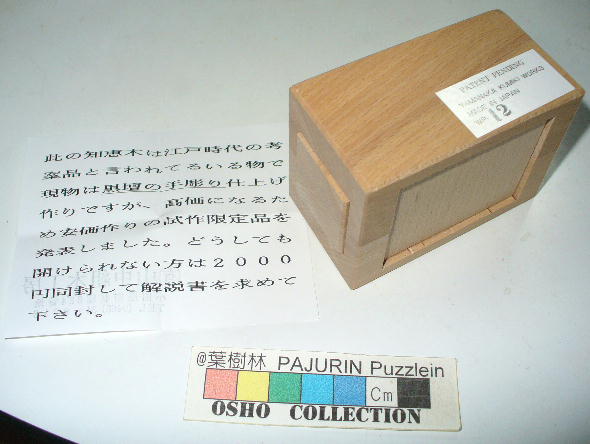 此の知恵木は江戸時代の考
案品と言われてるいる物で
現物は黒壇の手彫り仕上げ
作りですが、高価になるた
め安価作りの試作限定品を
発表しました。どうしても
開けられない方は2000
円同封して解説書を求めて
下さい。
PATENT PENDING
YAMANAKA KUMIKI WORKS
MADE IN JAPAN
12
@葉樹林 PAJURIN Puzzlein
Cm
OSHO COLLECTION